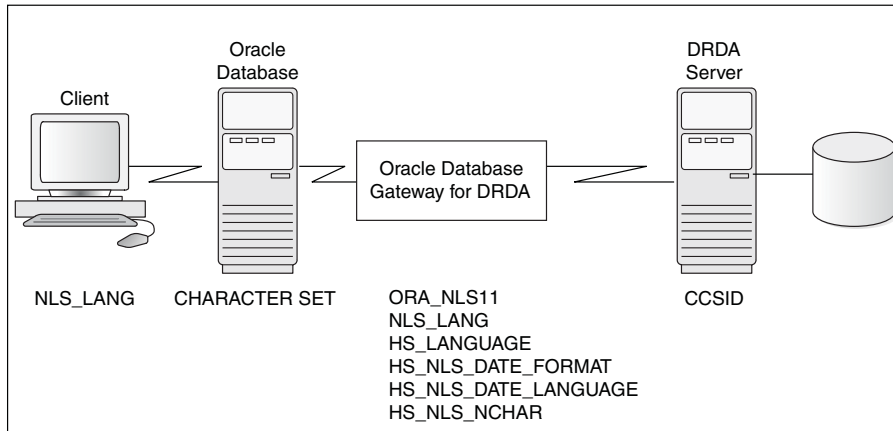 Client
Oracle
Database
Oracle Database
Gateway for DRDA
DRDA
Server
NLS_LANG
CHARACTER SET
ORA_NLS11
NLS_LANG
HS_LANGUAGE
HS_NLS_DATE_FORMAT
HS_NLS_DATE_LANGUAGE
HS_NLS_NCHAR
CCSID